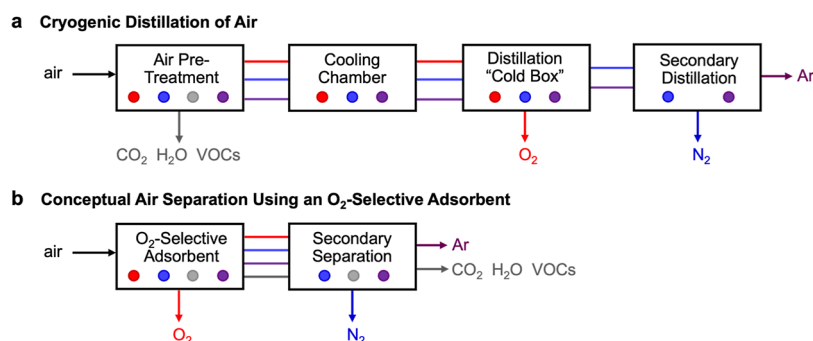 a Cryogenic Distillation of Air
air
Air Pre-
Treatment
Cooling
Chamber
Distillation
“Cold Box”
Secondary
Distillation
Ar
CO₂ H₂O VOCs
O₂
N₂
b Conceptual Air Separation Using an O₂-Selective Adsorbent
air
O₂-Selective
Adsorbent
Secondary
Separation
Ar
CO₂ H₂O VOCs
O₂
N₂